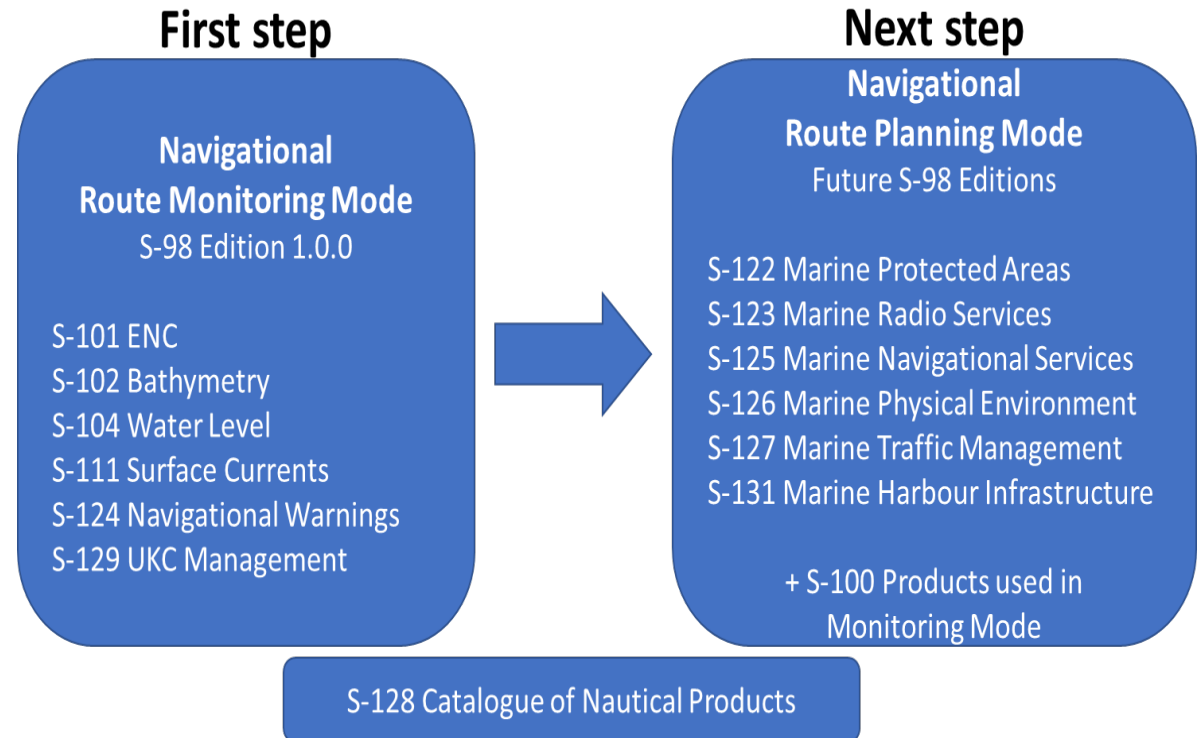 First step
Navigational
Route Monitoring Mode
S-98 Edition 1.0.0
S-101 ENC
S-102 Bathymetry
S-104 Water Level
S-111 Surface Currents
S-124 Navigational Warnings
S-129 UKC Management
Next step
Navigational
Route Planning Mode
Future S-98 Editions
S-122 Marine Protected Areas
S-123 Marine Radio Services
S-125 Marine Navigational Services
S-126 Marine Physical Environment
S-127 Marine Traffic Management
S-131 Marine Harbour Infrastructure
+ S-100 Products used in
Monitoring Mode
S-128 Catalogue of Nautical Products